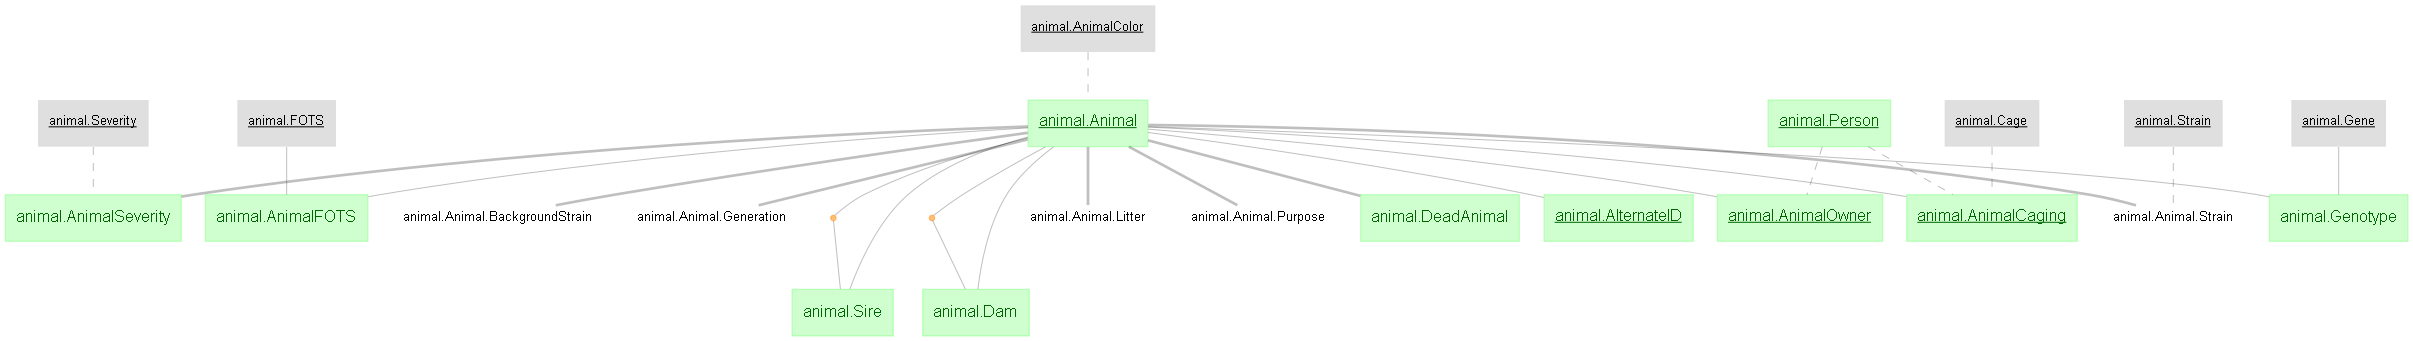 animal.AnimalColor
animal.Severity
animal.FOTS
animal.Animal
animal.Person
animal.Cage
animal.Strain
animal.Gene
animal.AnimalSeverity
animal.AnimalFOTS
animal.Animal.BackgroundStrain
animal.Animal.Generation
animal.Animal.Litter
animal.Animal.Purpose
animal.DeadAnimal
animal.AlternateID
animal.AnimalOwner
animal.AnimalCaging
animal.Animal.Strain
animal.Genotype
animal.Sire
animal.Dam